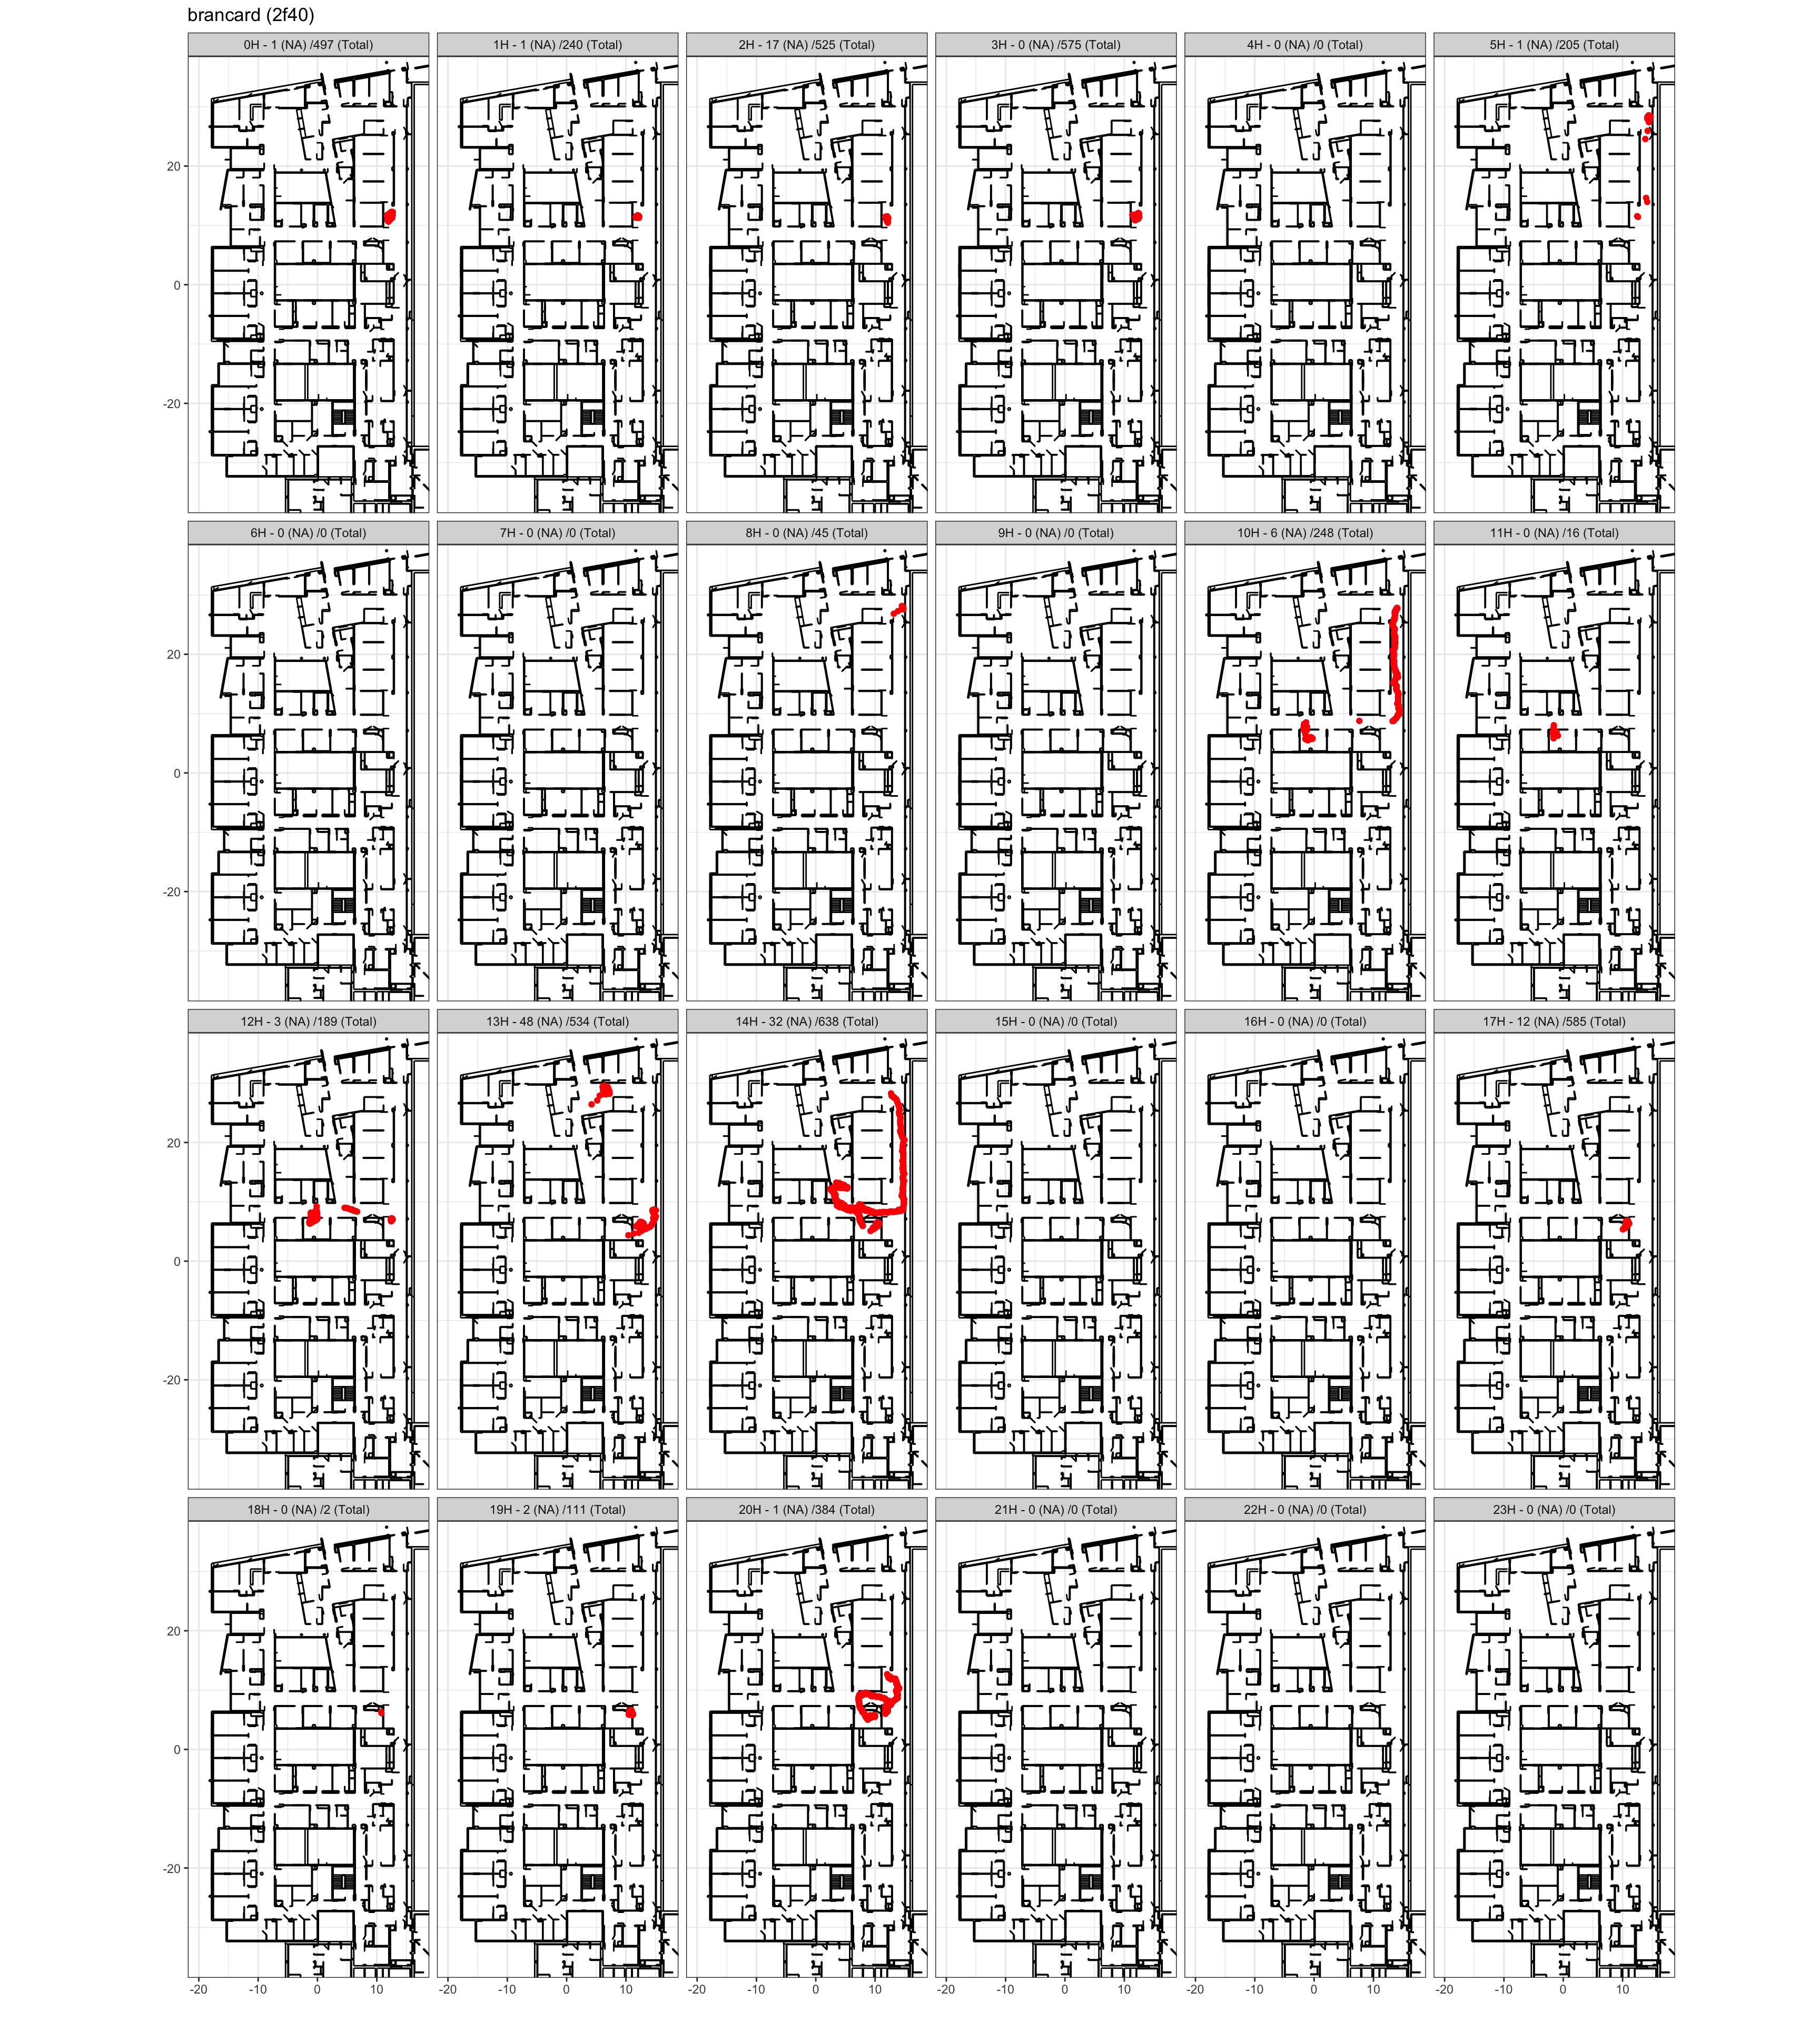 brancard (2f40)
0H - 1 (NA) /497 (Total)
1H - 1 (NA) /240 (Total)
2H - 17 (NA) /525 (Total)
3H - 0 (NA) /575 (Total)
4H - 0 (NA) /0 (Total)
5H - 1 (NA) /205 (Total)
20
0
-20
6H - 0 (NA) /0 (Total)
7H - 0 (NA) /0 (Total)
8H - 0 (NA) /45 (Total)
9H - 0 (NA) /0 (Total)
10H - 6 (NA) /248 (Total)
11H - 0 (NA) /16 (Total)
20
0
-20
12H - 3 (NA) /189 (Total)
13H - 48 (NA) /534 (Total)
14H - 32 (NA) /638 (Total)
15H - 0 (NA) /0 (Total)
16H - 0 (NA) /0 (Total)
17H - 12 (NA) /585 (Total)
20
0
-20
18H - 0 (NA) /2 (Total)
19H - 2 (NA) /111 (Total)
20H - 1 (NA) /384 (Total)
21H - 0 (NA) /0 (Total)
22H - 0 (NA) /0 (Total)
23H - 0 (NA) /0 (Total)
20
0
-20
-20 -10 0 10
-20 -10 0 10
-20 -10 0 10
-20 -10 0 10
-20 -10 0 10
-20 -10 0 10